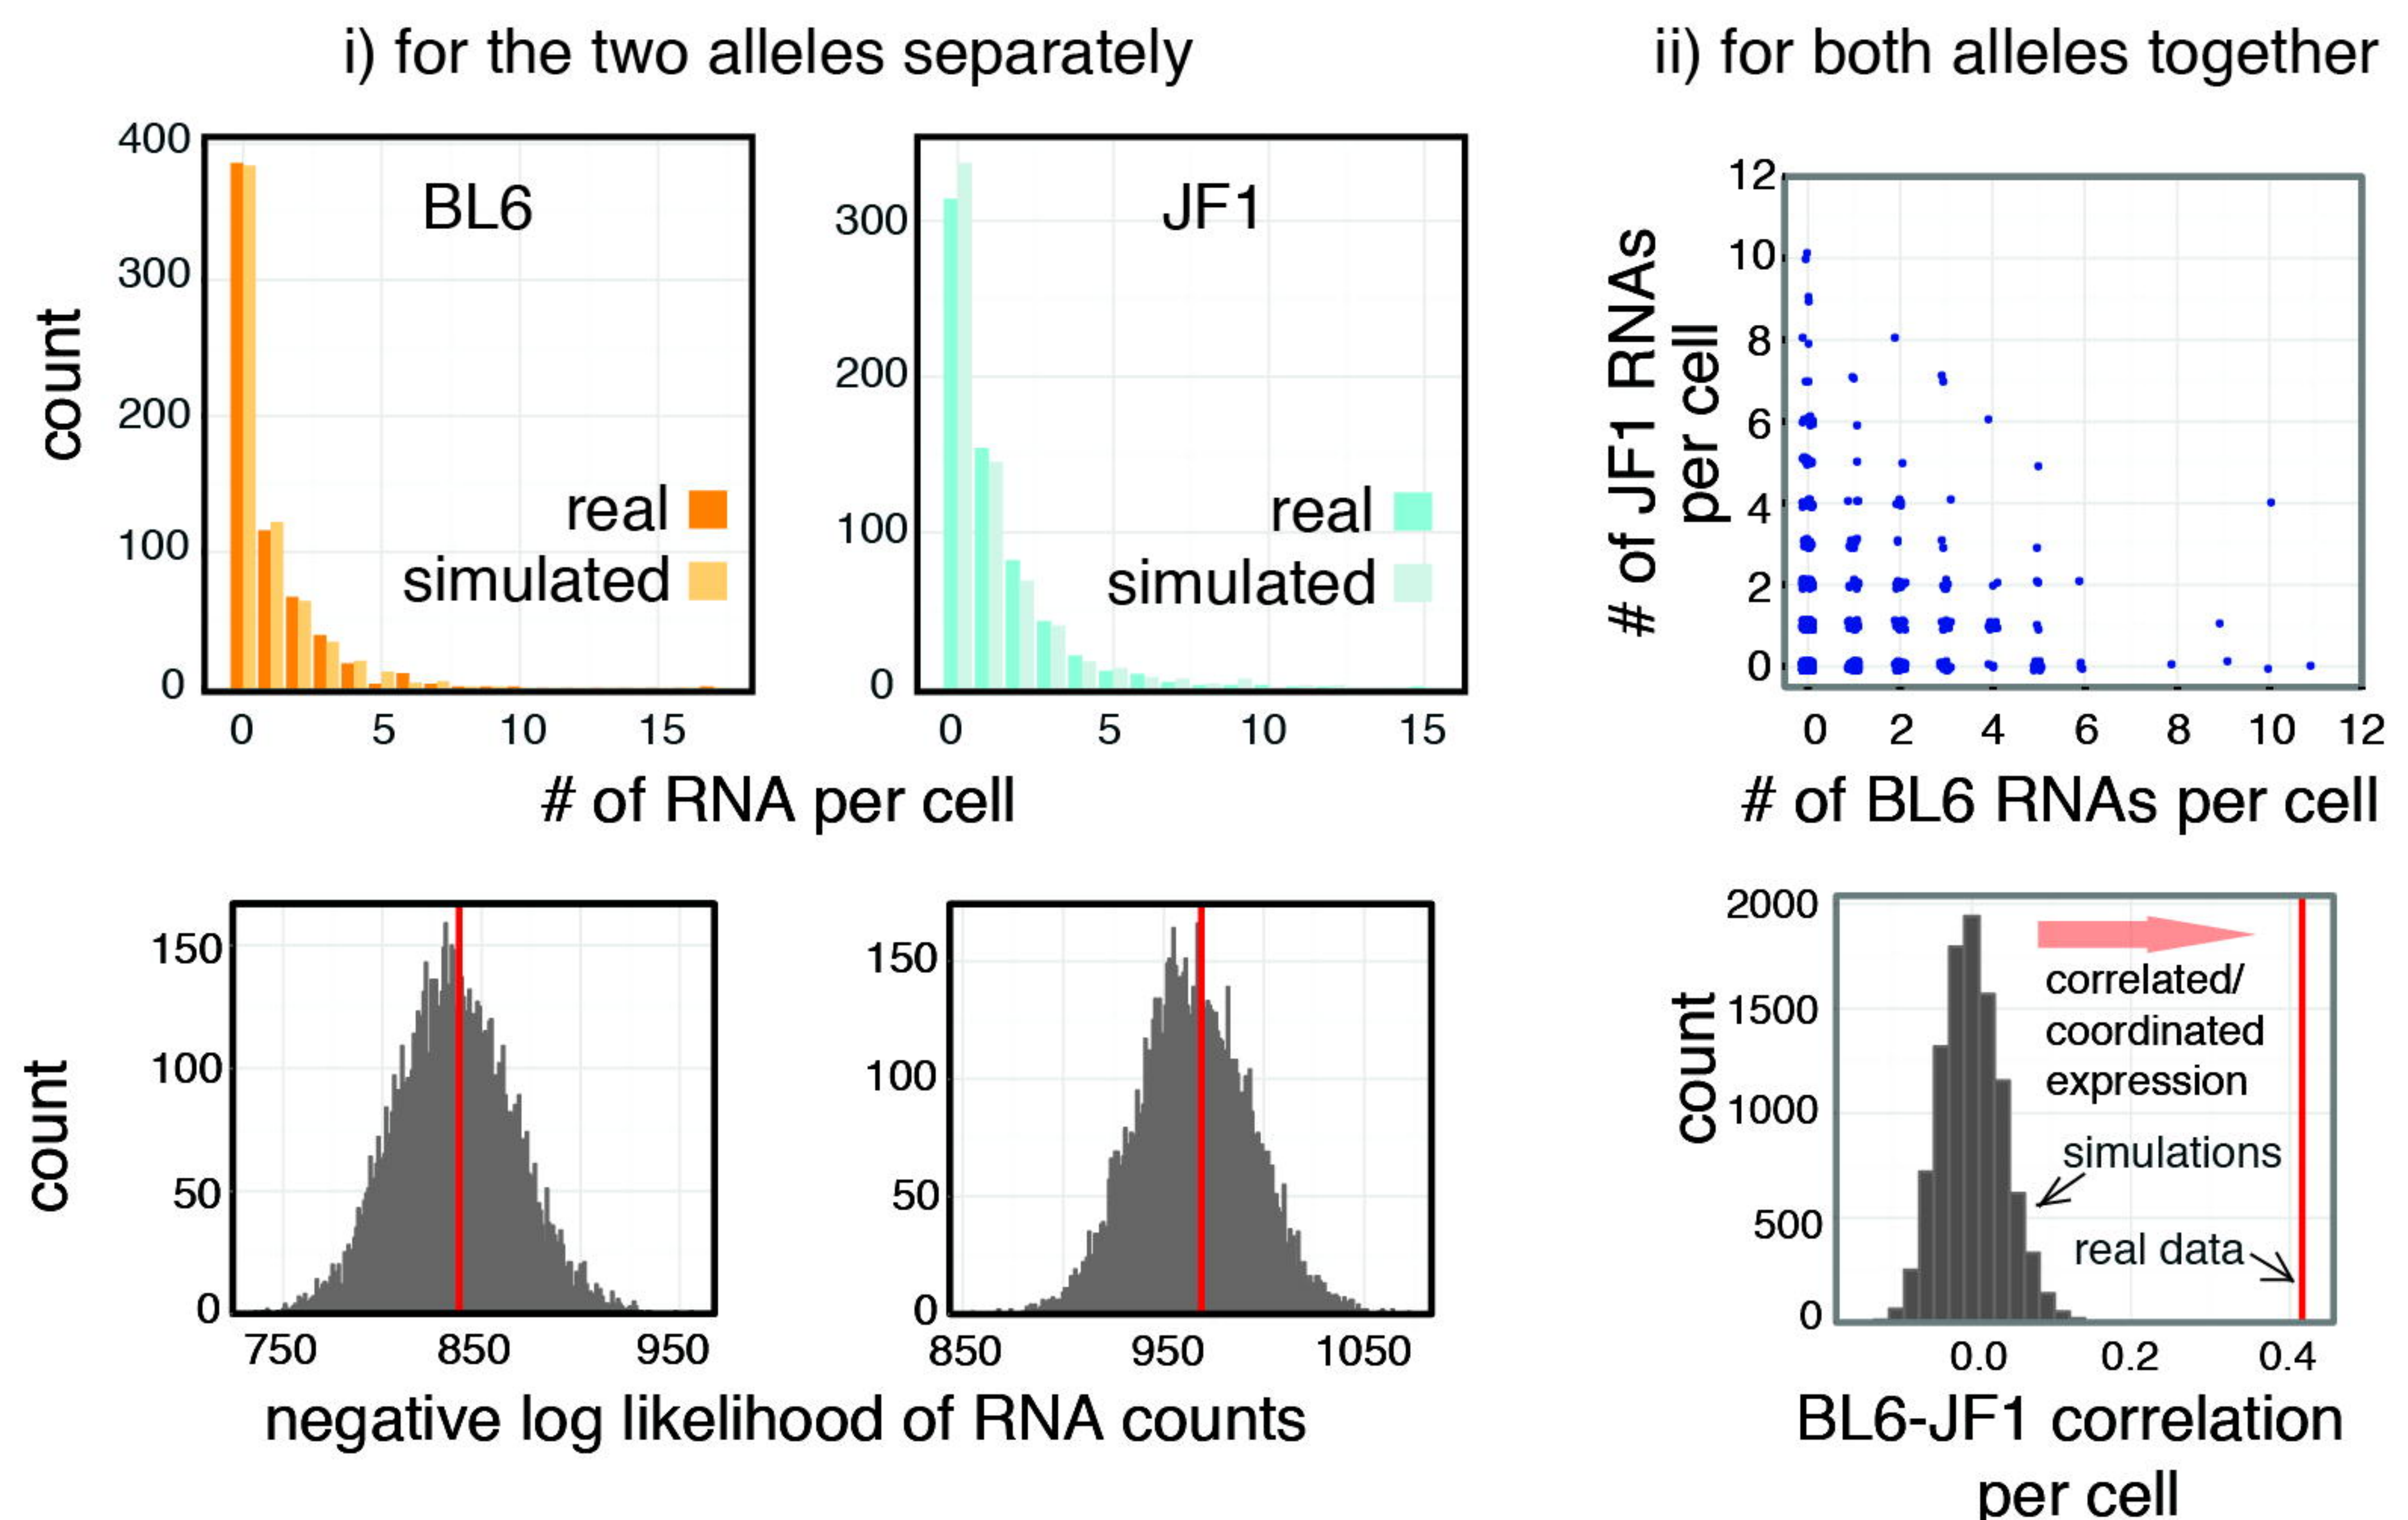 i) for the two alleles separately
ii) for both alleles together
400
300
200
100
0
count
BL6
real
simulated
0 5 10 15
300
200
100
0
JF1
real
simulated
0 5 10 15
# of RNA per cell
12
10
8
6
4
2
0
# of JF1 RNAs
per cell
0 2 4 6 8 10 12
# of BL6 RNAs per cell
150
100
50
0
count
750 850 950
150
100
50
0
850 950 1050
negative log likelihood of RNA counts
2000
1500
1000
500
0
count
correlated/
coordinated
expression
simulations
real data
0.0 0.2 0.4
BL6-JF1 correlation
per cell